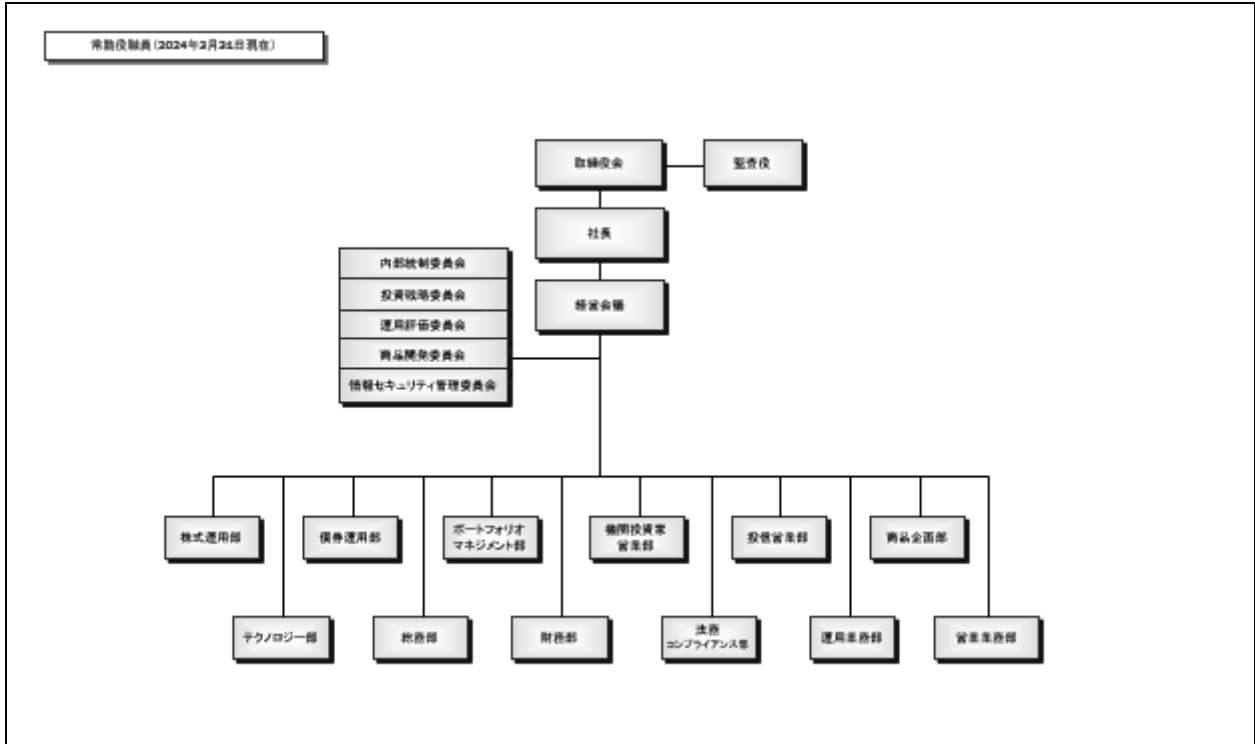 常勤役職員(2024年3月31日現在)
取締役会
監査役
社長
内部統制委員会
投資戦略委員会
経営会議
運用評価委員会
商品開発委員会
情報セキュリティ管理委員会
株式運用部
債券運用部
ポートフォリオ
マネジメント部
機関投資家
営業部
投信営業部
商品企画部
テクノロジー部
総務部
財務部
法務
コンプライアンス部
運用業務部
営業業務部